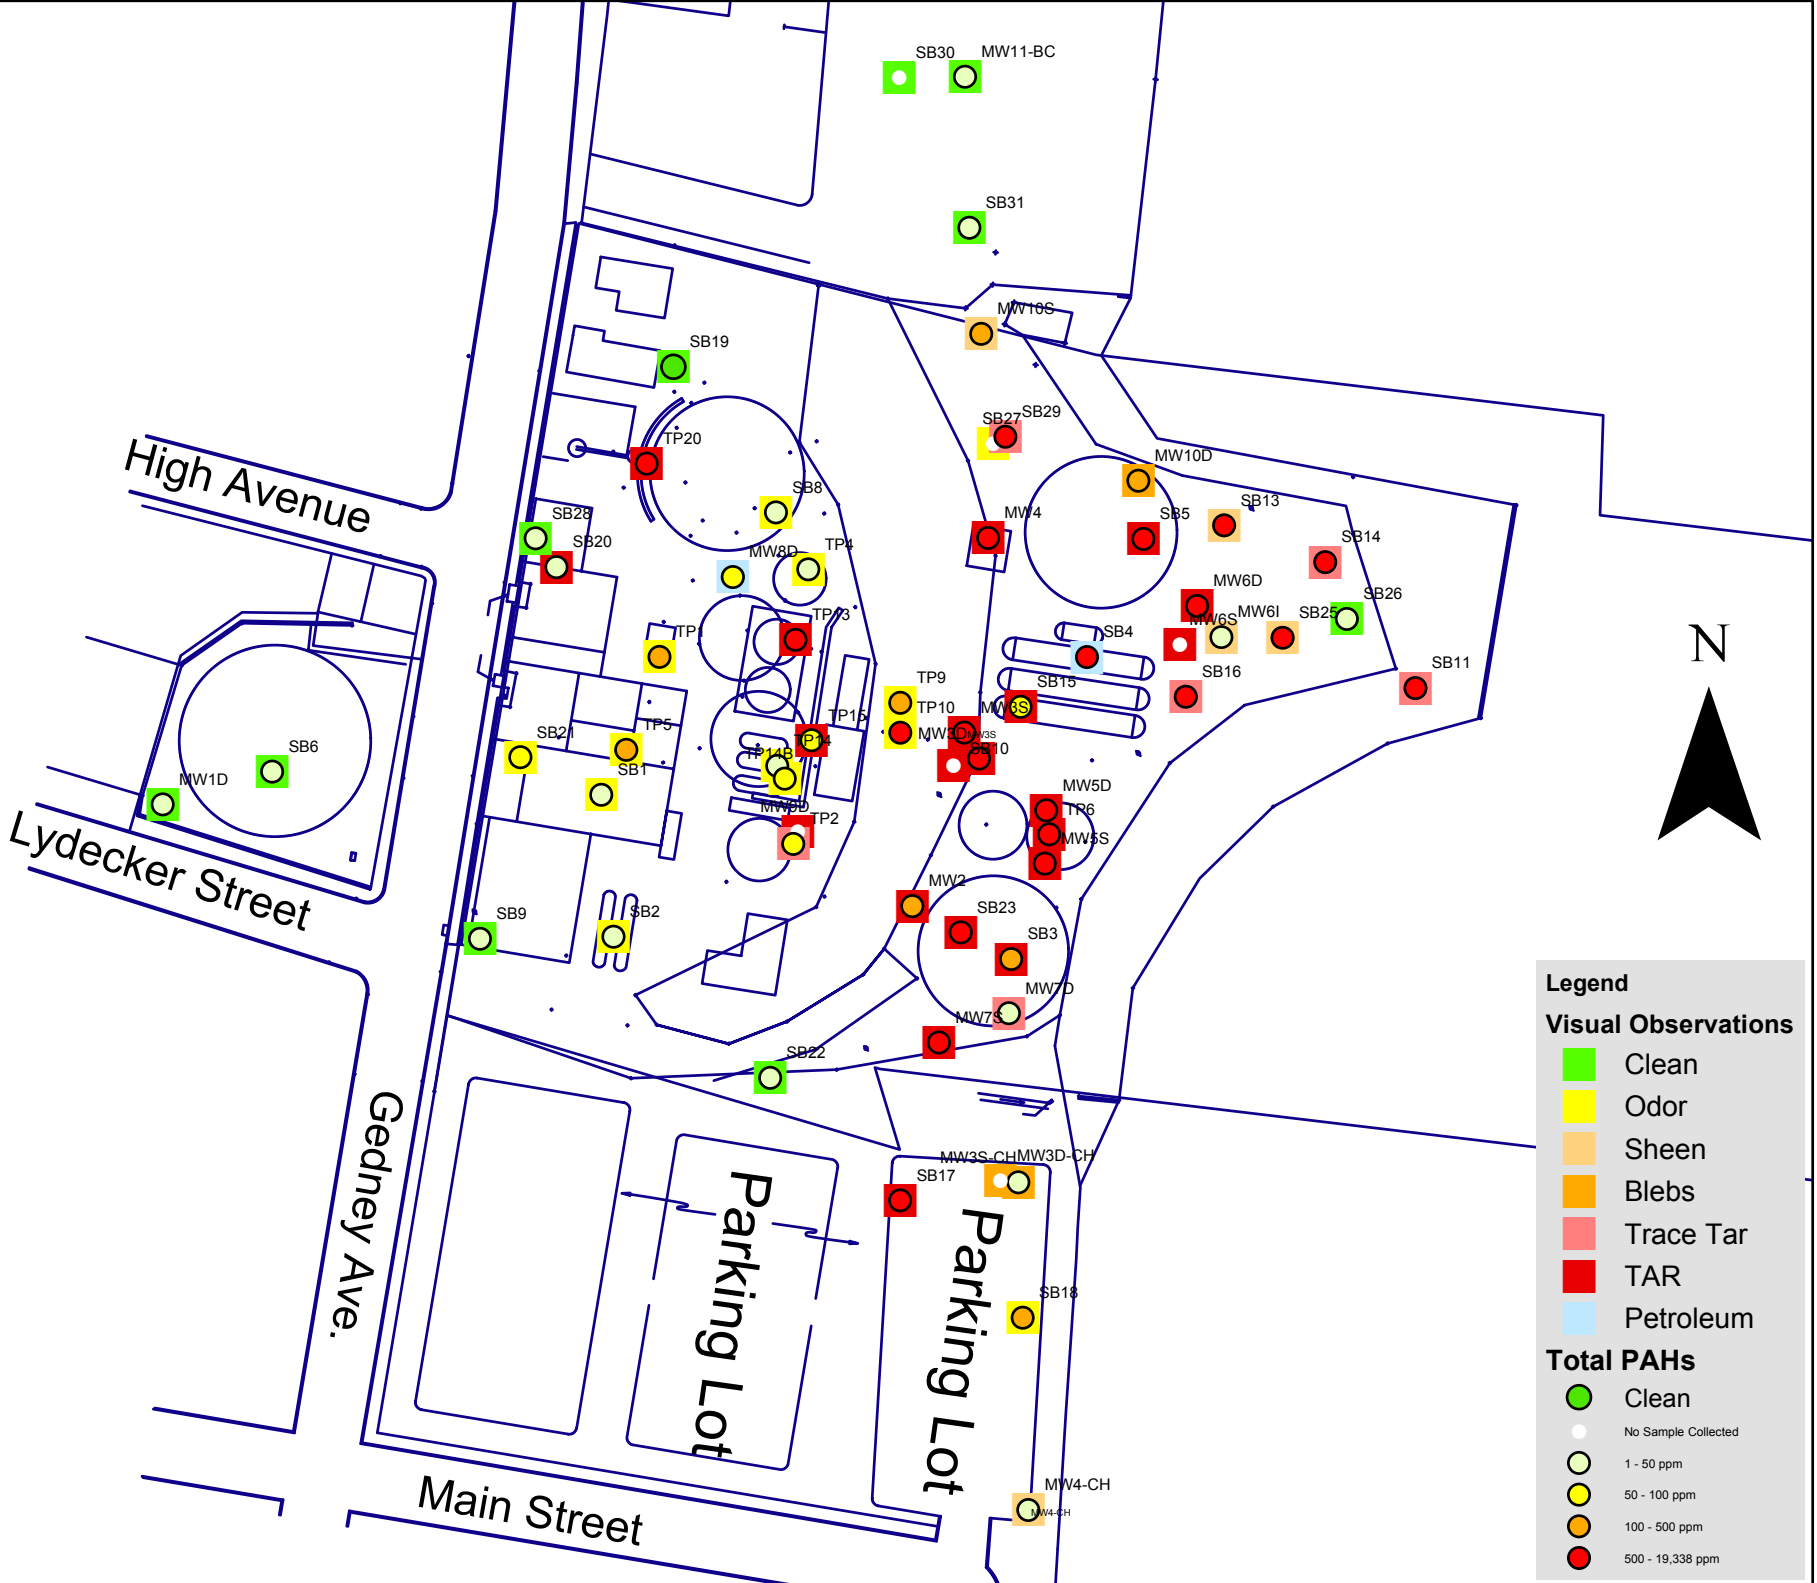 SB30
MW11-BC
SB31
MW10S
SB19
SB27
SB29
TP20
MW10D
SB8
SB13
High Avenue
SB28
MW4
SB5
SB20
MW8D
TP4
SB14
MW6D
SB26
TP13
MW6S
MW6I
SB25
TP1
SB4
SB16
SB11
N
TP9
SB15
TP10
MW3S
MW3D
MW3S
TP15
TP14
SB21
TP5
TP14B
SB10
SB6
SB1
MW1D
MW5D
MW9D
TP2
TP6
MW5S
Lydecker Street
MW2
SB9
SB2
SB23
SB3
MW7D
MW7S
SB22
Gedney Ave.
MW3S-CH
MW3D-CH
SB17
Parking Lot
Parking Lot
SB18
MW4-CH
MW4-CH
Main Street
Legend
Visual Observations
Clean
Odor
Sheen
Blebs
Trace Tar
TAR
Petroleum
Total PAHs
Clean
No Sample Collected
1 - 50 ppm
50 - 100 ppm
100 - 500 ppm
500 - 19,338 ppm